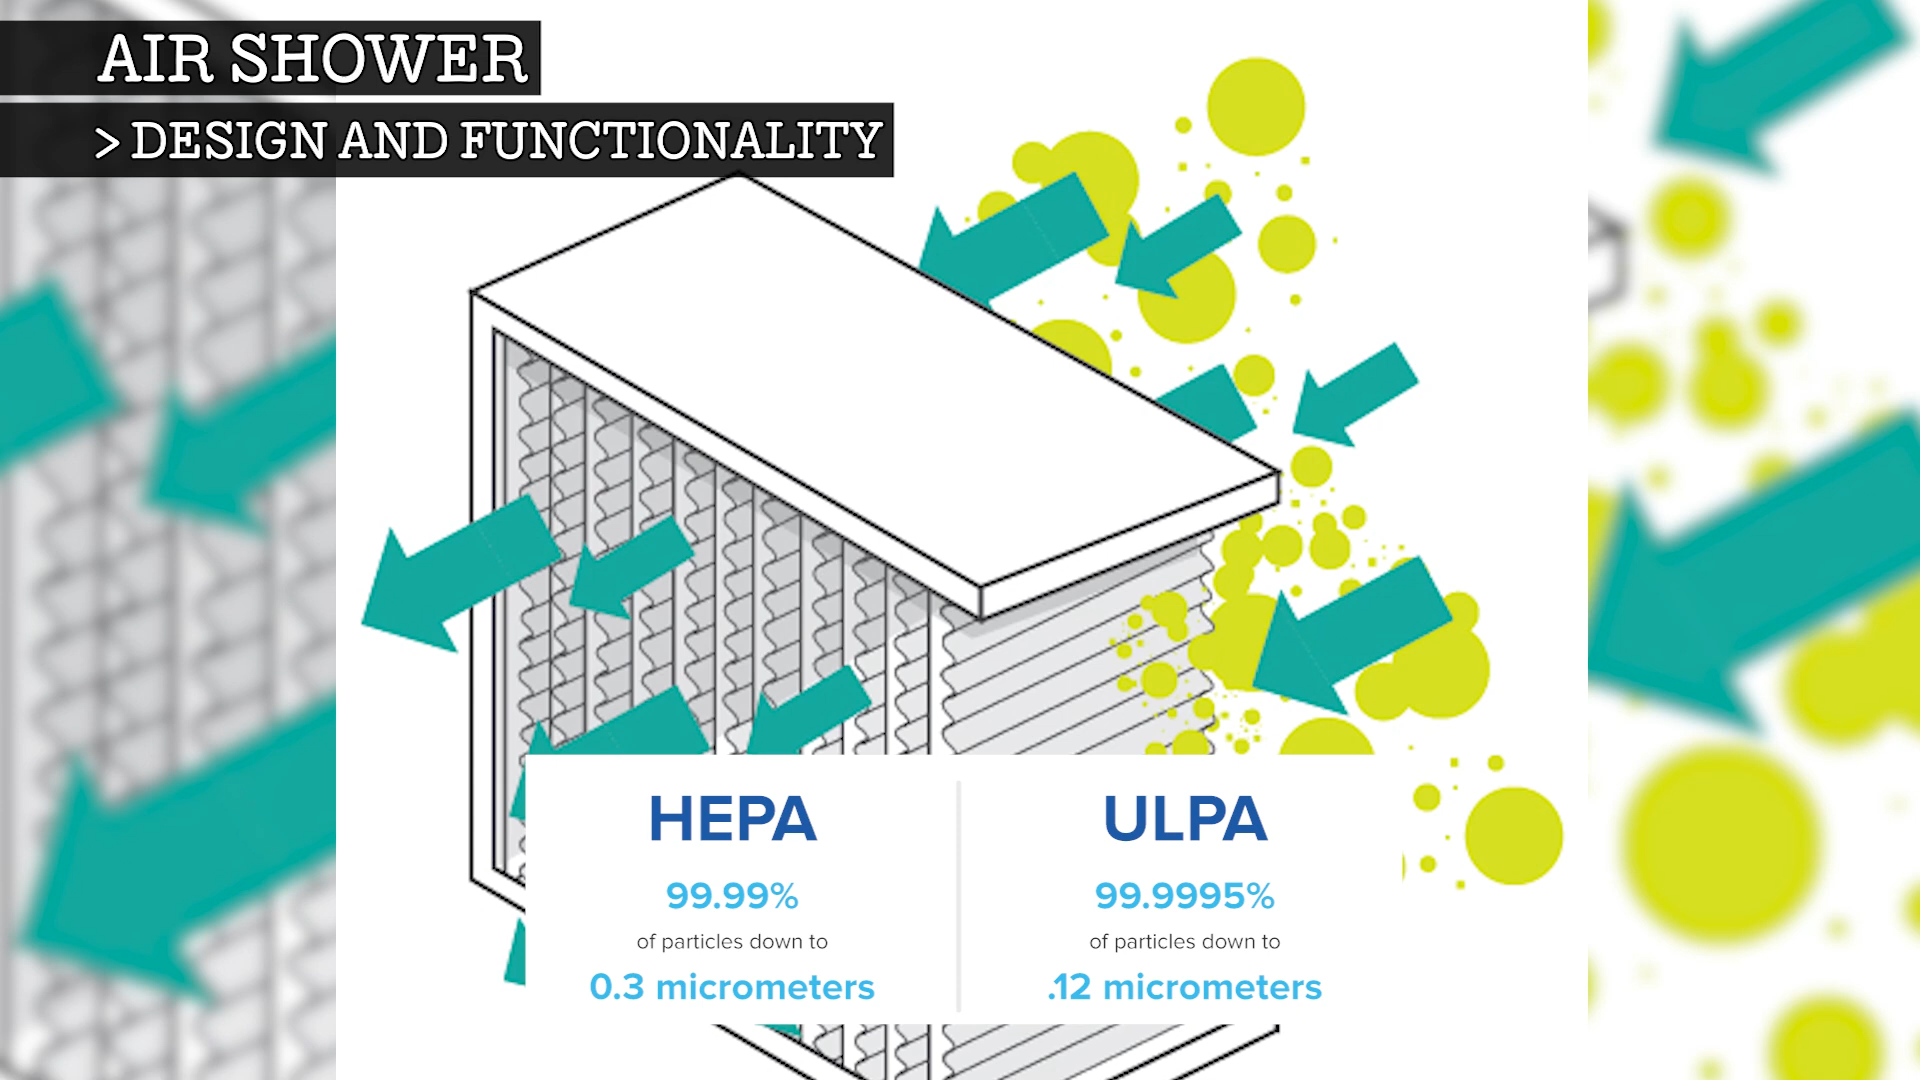 AIR SHOWER
> DESIGN AND FUNCTIONALITY
HEPA
99.99%
of particles down to
0.3 micrometers
ULPA
99.9995%
of particles down to
.12 micrometers